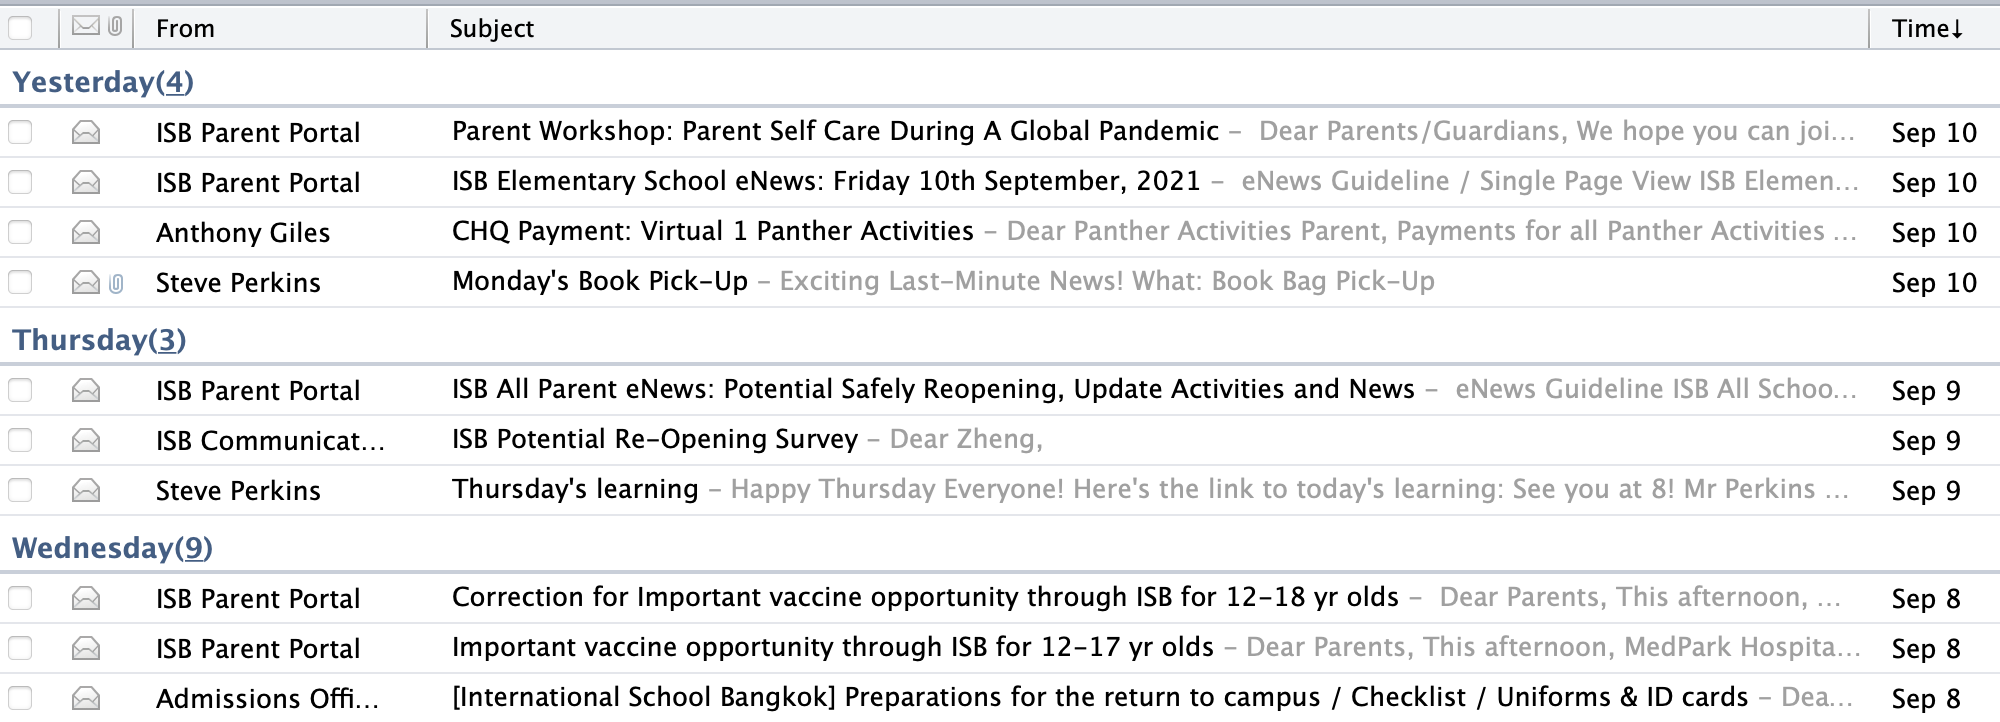 From Subject Time↓
Yesterday(4)
ISB Parent Portal Parent Workshop: Parent Self Care During A Global Pandemic – Dear Parents/Guardians, We hope you can joi... Sep 10
ISB Parent Portal ISB Elementary School eNews: Friday 10th September, 2021 – eNews Guideline / Single Page View ISB Elemen... Sep 10
Anthony Giles CHQ Payment: Virtual 1 Panther Activities – Dear Panther Activities Parent, Payments for all Panther Activities ... Sep 10
Steve Perkins Monday's Book Pick-Up – Exciting Last-Minute News! What: Book Bag Pick-Up Sep 10
Thursday(3)
ISB Parent Portal ISB All Parent eNews: Potential Safely Reopening, Update Activities and News – eNews Guideline ISB All Schoo... Sep 9
ISB Communicat... ISB Potential Re-Opening Survey – Dear Zheng, Sep 9
Steve Perkins Thursday's learning – Happy Thursday Everyone! Here's the link to today's learning: See you at 8! Mr Perkins ... Sep 9
Wednesday(9)
ISB Parent Portal Correction for Important vaccine opportunity through ISB for 12-18 yr olds – Dear Parents, This afternoon, ... Sep 8
ISB Parent Portal Important vaccine opportunity through ISB for 12-17 yr olds – Dear Parents, This afternoon, MedPark Hospita... Sep 8
Admissions Offi... [International School Bangkok] Preparations for the return to campus / Checklist / Uniforms & ID cards – Dea... Sep 8